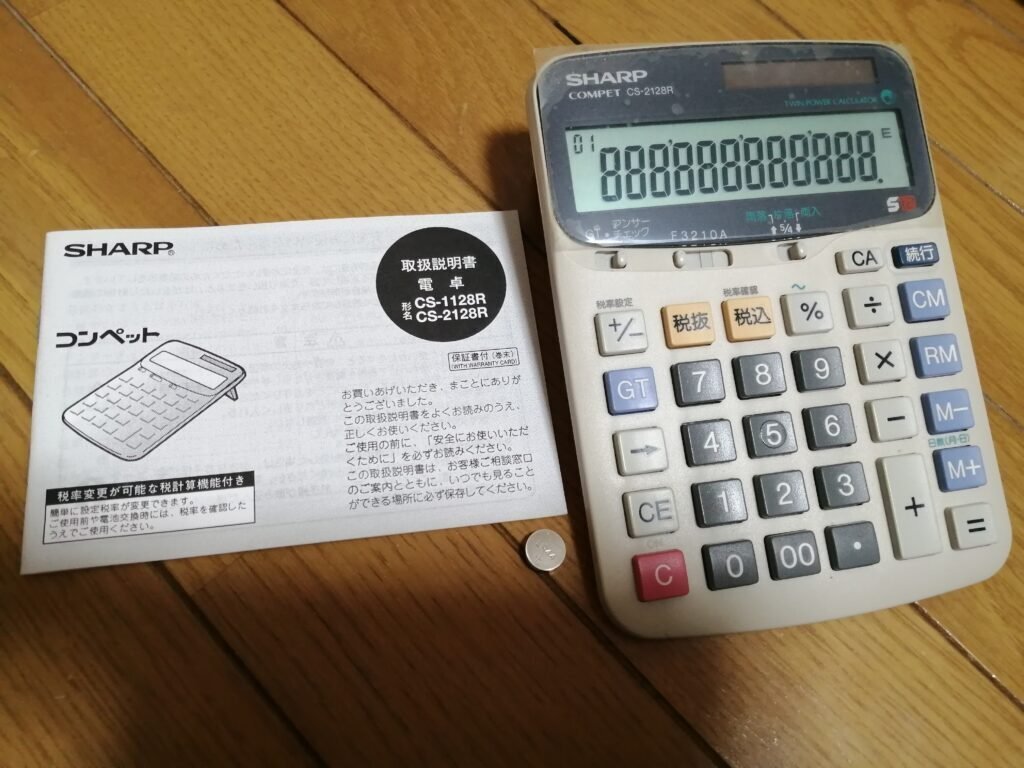 SHARP®
取扱説明書
電卓
形名 CS-1128R
CS-2128R
コンペット
保証書付(巻末)
(WITH WARRANTY CARD)
お買いあげいただき、まことにありが
とうございました。
この取扱説明書をよくお読みのうえ、
正しくお使いください。
ご使用の前に、「安全にお使いいただ
くために」を必ずお読みください。
この取扱説明書は、お客様ご相談窓口
のご案内とともに、いつでも見ること
ができる場所に必ず保存してください。
税率変更が可能な税計算機能付き
簡単に設定税率が変更できます。
ご使用前や電池交換時には、税率を確認した
うえでご使用ください。
SHARP
COMPET CS-2128R
TWIN POWER CALCULATOR
01 E
888'888'888'888.
GT • アンサーチェック
F3210A
5/4
CA 続行
税率設定 税率確認
+/− 税抜 税込 % ÷ CM
GT 7 8 9 × RM
→ 4 5 6 − M−
日数(月・日)
CE 1 2 3 + M+
C 0 00 • =